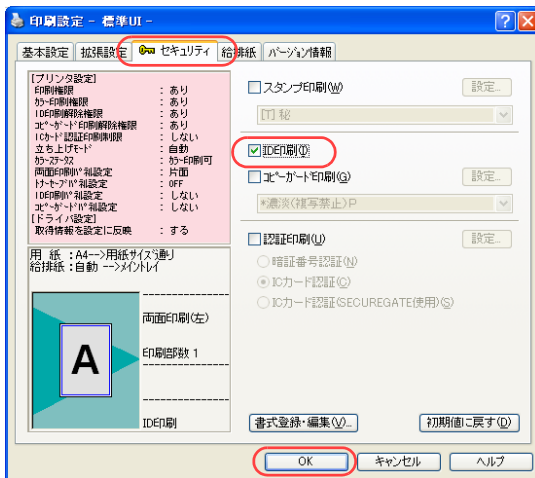 印刷設定 - 標準UI -
基本設定 拡張設定 セキュリティ 給排紙 バージョン情報
[プリンタ設定]
印刷権限 : あり
カラー印刷権限 : あり
ID印刷解除権限 : あり
コピーガード印刷解除権限 : あり
ICカード認証印刷制限 : しない
立ち上げモード : 自動
カラーステータス : カラー印刷可
両面印刷パネル設定 : 片面
トナーセーブパネル設定 : OFF
ID印刷パネル設定 : しない
コピーガードパネル設定 : しない
[ドライバ設定]
取得情報を設定に反映 : する
用 紙 :A4-->用紙サイズ通り
給排紙 :自動 -->メイントレイ
A
両面印刷(左)
印刷部数 1
ID印刷
スタンプ印刷(W) 設定...
[T] 秘
ID印刷(I)
コピーガード印刷(G) 設定...
*濃淡(複写禁止)P
認証印刷(U) 設定...
暗証番号認証(N)
ICカード認証(C)
ICカード認証(SECUREGATE使用)(S)
書式登録・編集(V)... 初期値に戻す(D)
OK キャンセル ヘルプ